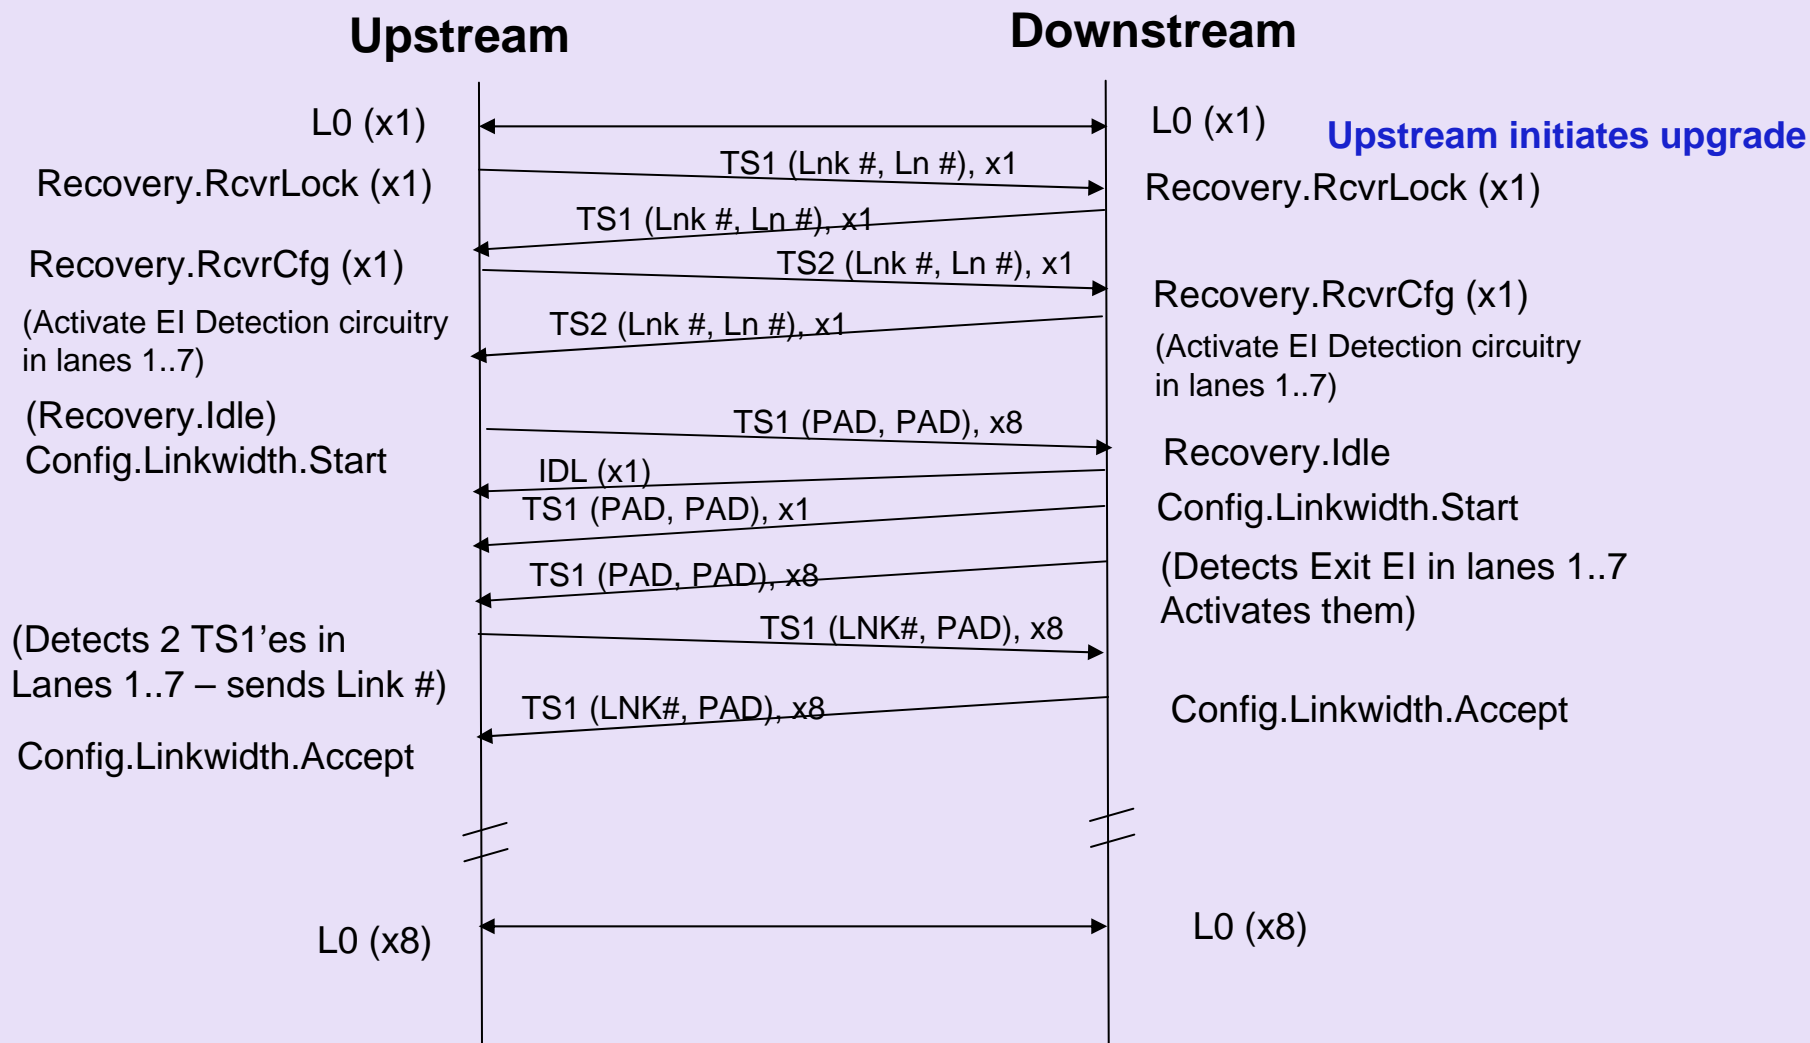 Upstream
Downstream
L0 (x1)
L0 (x1)
Upstream initiates upgrade
TS1 (Lnk #, Ln #), x1
Recovery.RcvrLock (x1)
Recovery.RcvrLock (x1)
TS1 (Lnk #, Ln #), x1
Recovery.RcvrCfg (x1)
TS2 (Lnk #, Ln #), x1
Recovery.RcvrCfg (x1)
(Activate EI Detection circuitry
in lanes 1..7)
TS2 (Lnk #, Ln #), x1
(Activate EI Detection circuitry
in lanes 1..7)
(Recovery.Idle)
Config.Linkwidth.Start
TS1 (PAD, PAD), x8
Recovery.Idle
IDL (x1)
TS1 (PAD, PAD), x1
Config.Linkwidth.Start
TS1 (PAD, PAD), x8
(Detects Exit EI in lanes 1..7
Activates them)
(Detects 2 TS1’es in
Lanes 1..7 – sends Link #)
TS1 (LNK#, PAD), x8
TS1 (LNK#, PAD), x8
Config.Linkwidth.Accept
Config.Linkwidth.Accept
L0 (x8)
L0 (x8)